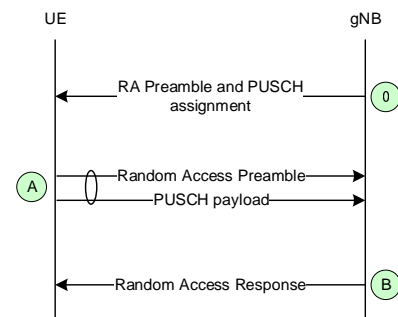 UE
gNB
RA Preamble and PUSCH
assignment
0
A
Random Access Preamble
PUSCH payload
Random Access Response
B